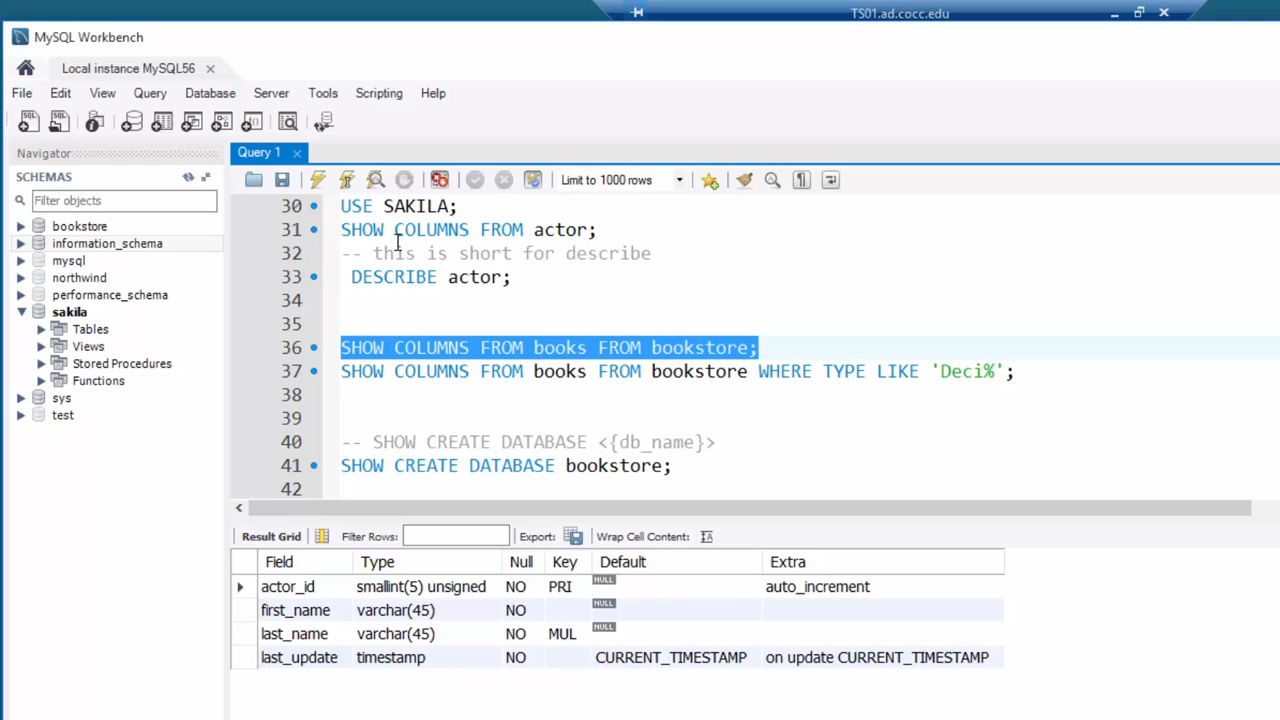 TS01.ad.cocc.edu
MySQL Workbench
Local instance MySQL56
File Edit View Query Database Server Tools Scripting Help
Navigator
SCHEMAS
Filter objects
bookstore
information_schema
mysql
northwind
performance_schema
sakila
Tables
Views
Stored Procedures
Functions
sys
test
Query 1
Limit to 1000 rows
30 USE SAKILA;
31 SHOW COLUMNS FROM actor;
32 -- this is short for describe
33 DESCRIBE actor;
34
35
36 SHOW COLUMNS FROM books FROM bookstore;
37 SHOW COLUMNS FROM books FROM bookstore WHERE TYPE LIKE 'Deci%';
38
39
40 -- SHOW CREATE DATABASE <{db_name}>
41 SHOW CREATE DATABASE bookstore;
42
Result Grid Filter Rows: Export: Wrap Cell Content:
Field Type Null Key Default Extra
actor_id smallint(5) unsigned NO PRI NULL auto_increment
first_name varchar(45) NO NULL
last_name varchar(45) NO MUL NULL
last_update timestamp NO CURRENT_TIMESTAMP on update CURRENT_TIMESTAMP